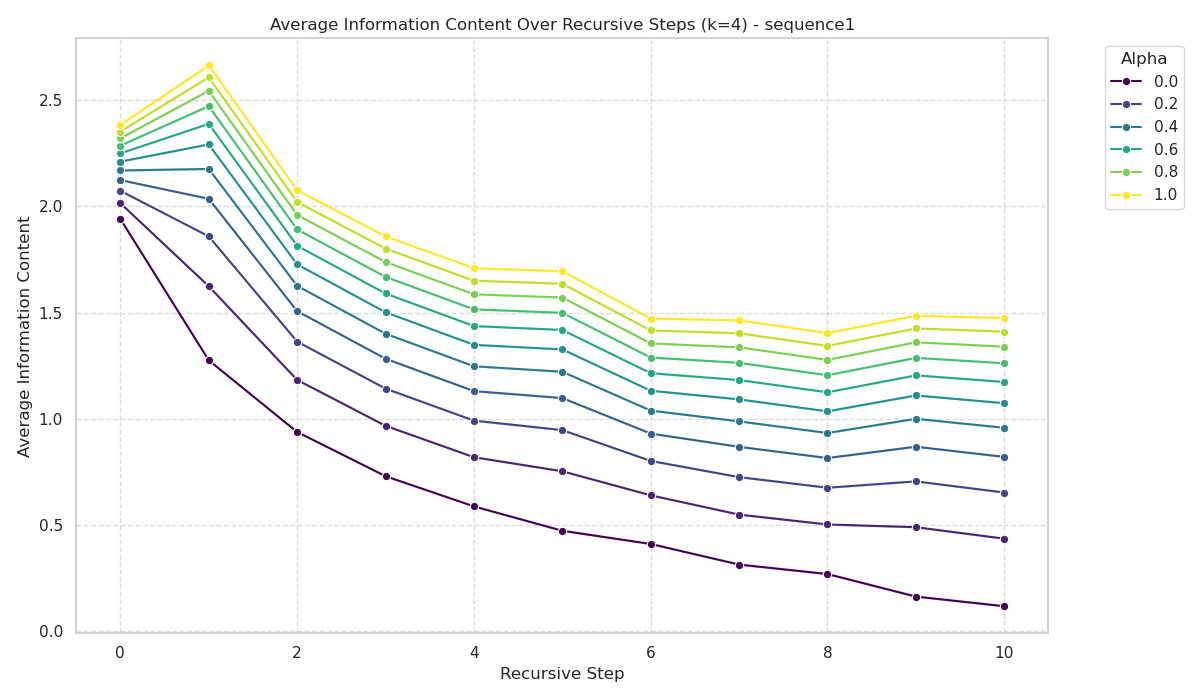 Average Information Content Over Recursive Steps (k=4) - sequence1
Alpha
0.0
0.2
0.4
0.6
0.8
1.0
Average Information Content
2.5
2.0
1.5
1.0
0.5
0.0
0 2 4 6 8 10
Recursive Step